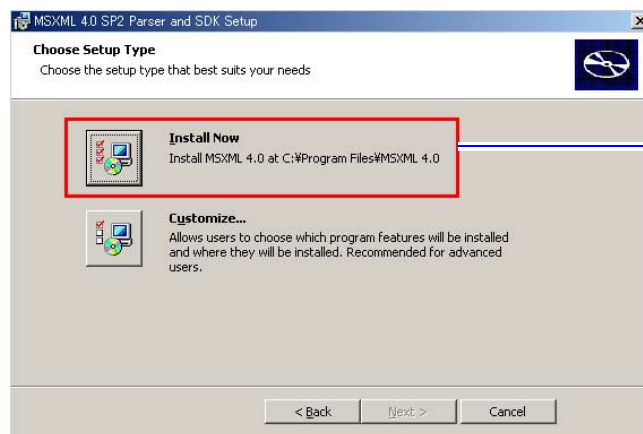 MSXML 4.0 SP2 Parser and SDK Setup
Choose Setup Type
Choose the setup type that best suits your needs
Install Now
Install MSXML 4.0 at C:¥Program Files¥MSXML 4.0
Customize...
Allows users to choose which program features will be installed
and where they will be installed. Recommended for advanced
users.
< Back
Next >
Cancel